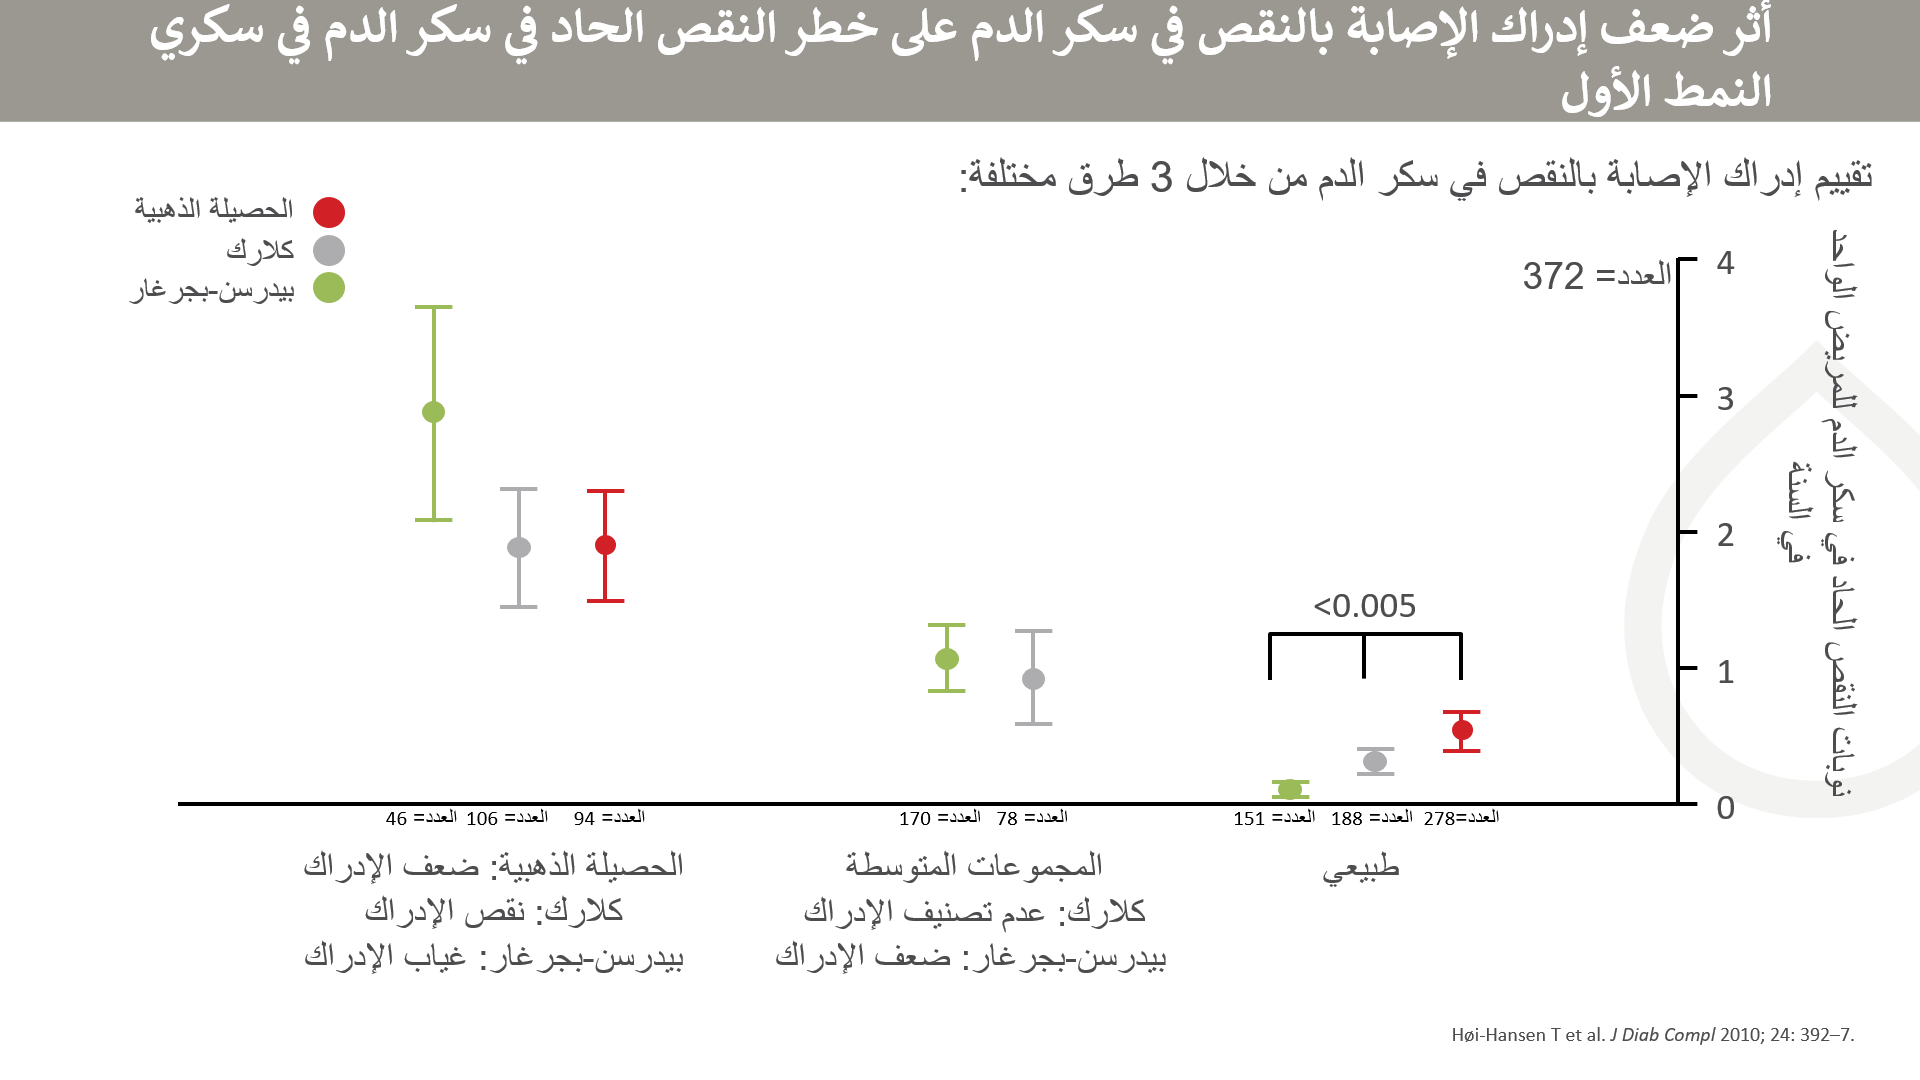 أثر ضعف إدراك الإصابة بالنقص في سكر الدم على خطر النقص الحاد في سكر الدم في سكري
النمط الأول
تقييم إدراك الإصابة بالنقص في سكر الدم من خلال 3 طرق مختلفة:
الحصيلة الذهبية
كلارك
بيدرسن-بجرغار
العدد= 372
4
3
2
1
0
نوبات النقص الحاد في سكر الدم للمريض الواحد
في السنة
<0.005
العدد=278
العدد= 188
العدد= 151
العدد= 78
العدد= 170
العدد= 94
العدد= 106
العدد= 46
طبيعي
المجموعات المتوسطة
كلارك: عدم تصنيف الإدراك
بيدرسن-بجرغار: ضعف الإدراك
الحصيلة الذهبية: ضعف الإدراك
كلارك: نقص الإدراك
بيدرسن-بجرغار: غياب الإدراك
Høi-Hansen T et al. J Diab Compl 2010; 24: 392–7.